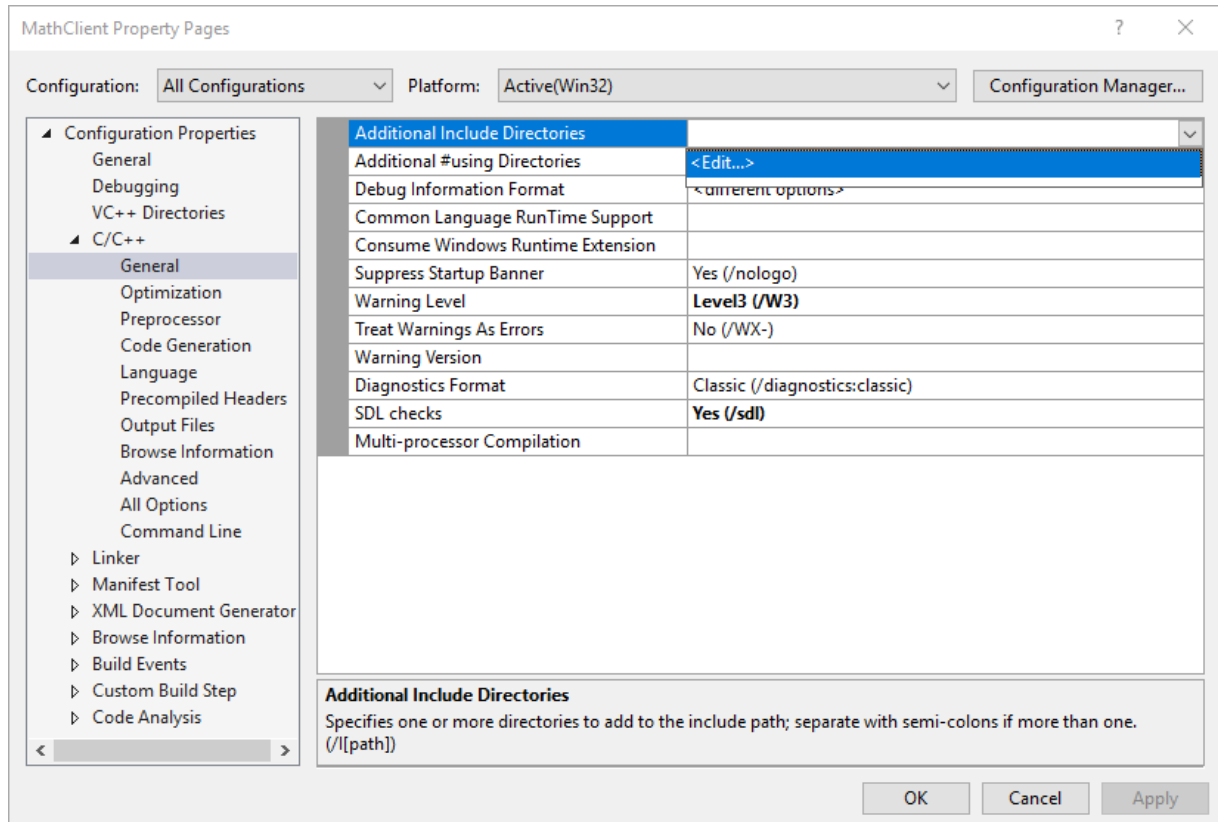 MathClient Property Pages
?
Configuration: All Configurations Platform: Active(Win32) Configuration Manager...
Configuration Properties
General
Debugging
VC++ Directories
C/C++
General
Optimization
Preprocessor
Code Generation
Language
Precompiled Headers
Output Files
Browse Information
Advanced
All Options
Command Line
Linker
Manifest Tool
XML Document Generator
Browse Information
Build Events
Custom Build Step
Code Analysis
Additional Include Directories
Additional #using Directories <Edit...>
Debug Information Format <different options>
Common Language RunTime Support
Consume Windows Runtime Extension
Suppress Startup Banner Yes (/nologo)
Warning Level Level3 (/W3)
Treat Warnings As Errors No (/WX-)
Warning Version
Diagnostics Format Classic (/diagnostics:classic)
SDL checks Yes (/sdl)
Multi-processor Compilation
Additional Include Directories
Specifies one or more directories to add to the include path; separate with semi-colons if more than one.
(/I[path])
OK Cancel Apply